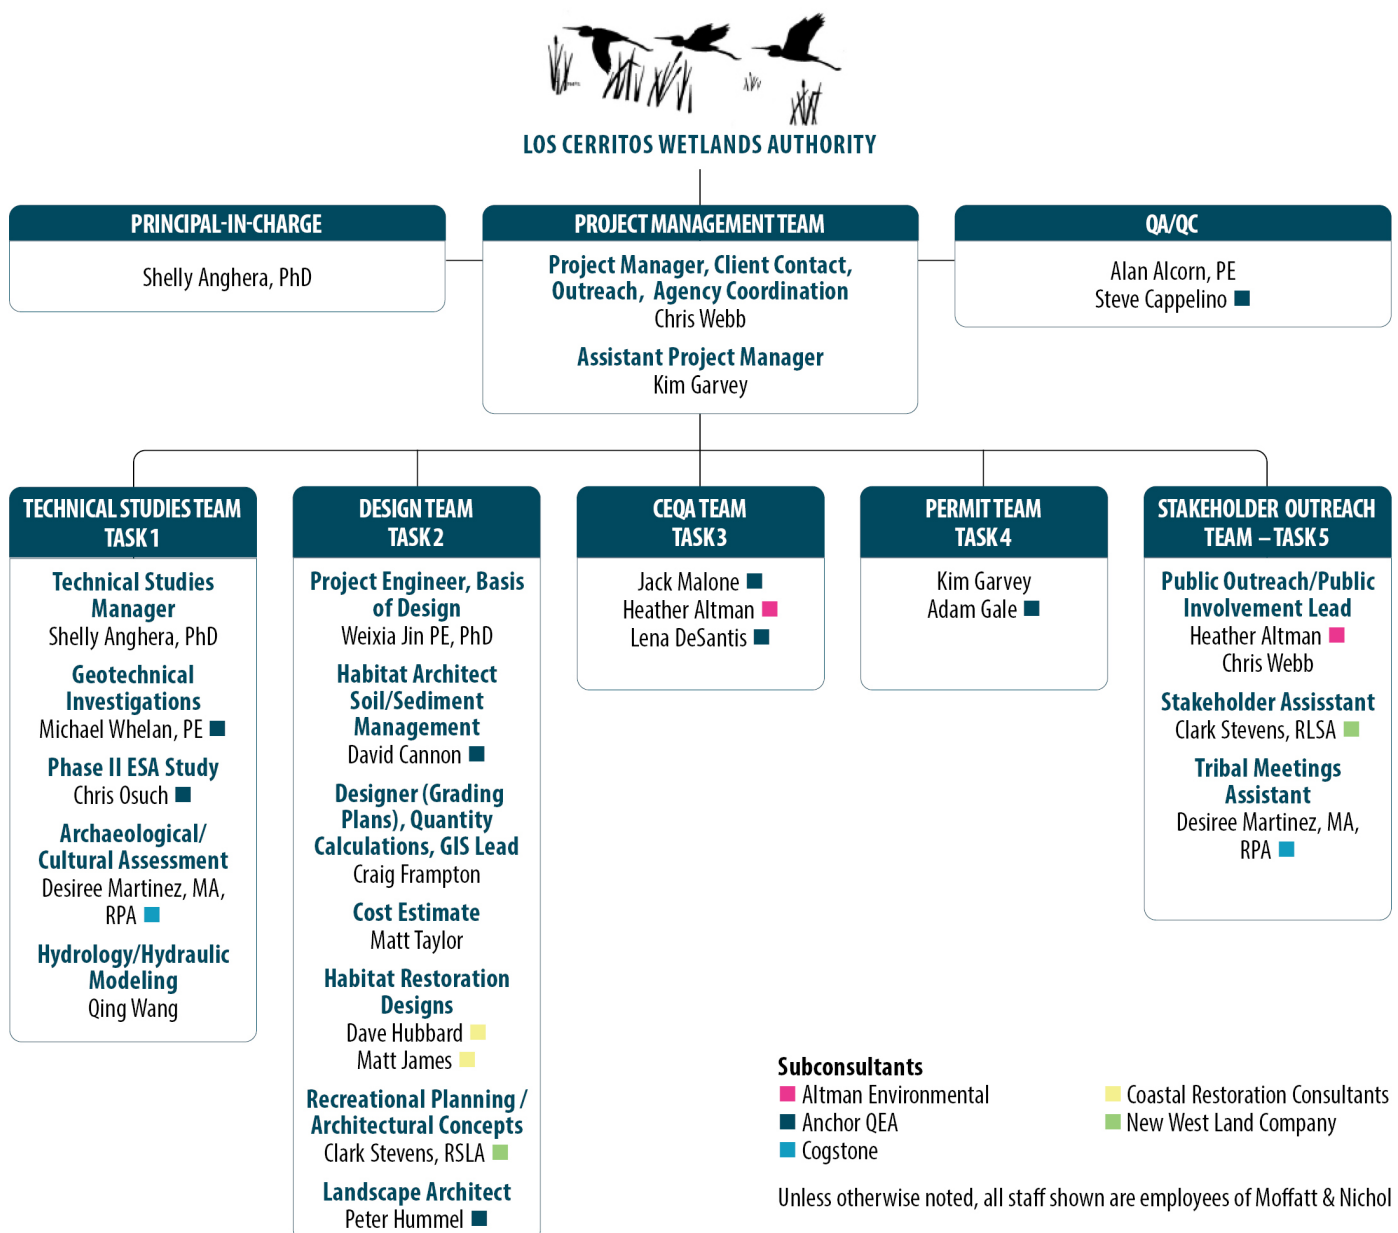 LOS CERRITOS WETLANDS AUTHORITY
PRINCIPAL-IN-CHARGE
Shelly Anghera, PhD
PROJECT MANAGEMENT TEAM
Project Manager, Client Contact,
Outreach, Agency Coordination
Chris Webb
Assistant Project Manager
Kim Garvey
QA/QC
Alan Alcorn, PE
Steve Cappelino
TECHNICAL STUDIES TEAM
TASK 1
Technical Studies
Manager
Shelly Anghera, PhD
Geotechnical
Investigations
Michael Whelan, PE
Phase II ESA Study
Chris Osuch
Archaeological/
Cultural Assessment
Desiree Martinez, MA,
RPA
Hydrology/Hydraulic
Modeling
Qing Wang
DESIGN TEAM
TASK 2
Project Engineer, Basis
of Design
Weixia Jin PE, PhD
Habitat Architect
Soil/Sediment
Management
David Cannon
Designer (Grading
Plans), Quantity
Calculations, GIS Lead
Craig Frampton
Cost Estimate
Matt Taylor
Habitat Restoration
Designs
Dave Hubbard
Matt James
Recreational Planning /
Architectural Concepts
Clark Stevens, RSLA
Landscape Architect
Peter Hummel
CEQA TEAM
TASK 3
Jack Malone
Heather Altman
Lena DeSantis
PERMIT TEAM
TASK 4
Kim Garvey
Adam Gale
STAKEHOLDER OUTREACH
TEAM – TASK 5
Public Outreach/Public
Involvement Lead
Heather Altman
Chris Webb
Stakeholder Assisstant
Clark Stevens, RLSA
Tribal Meetings
Assistant
Desiree Martinez, MA,
RPA
Subconsultants
Altman Environmental
Anchor QEA
Cogstone
Coastal Restoration Consultants
New West Land Company
Unless otherwise noted, all staff shown are employees of Moffatt & Nichol